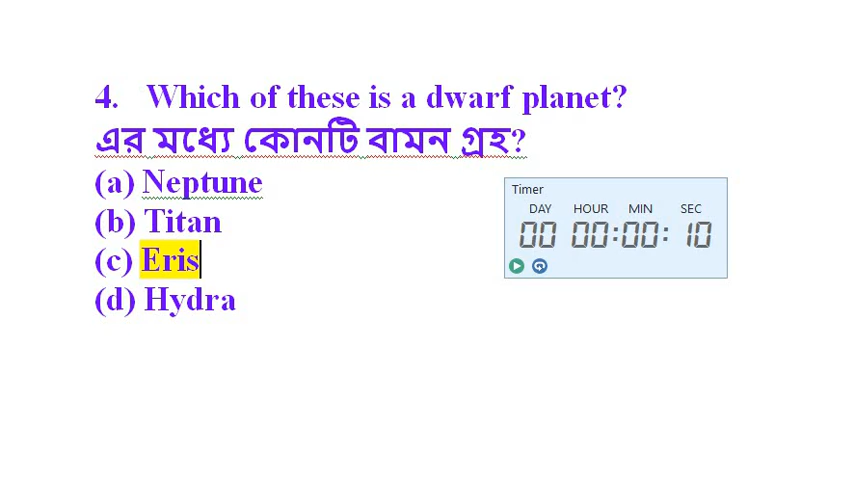 4. Which of these is a dwarf planet?
এর মধ্যে কোনটি বামন গ্রহ?
(a) Neptune
(b) Titan
(c) Eris
(d) Hydra
Timer
DAY HOUR MIN SEC
00 00:00: 10